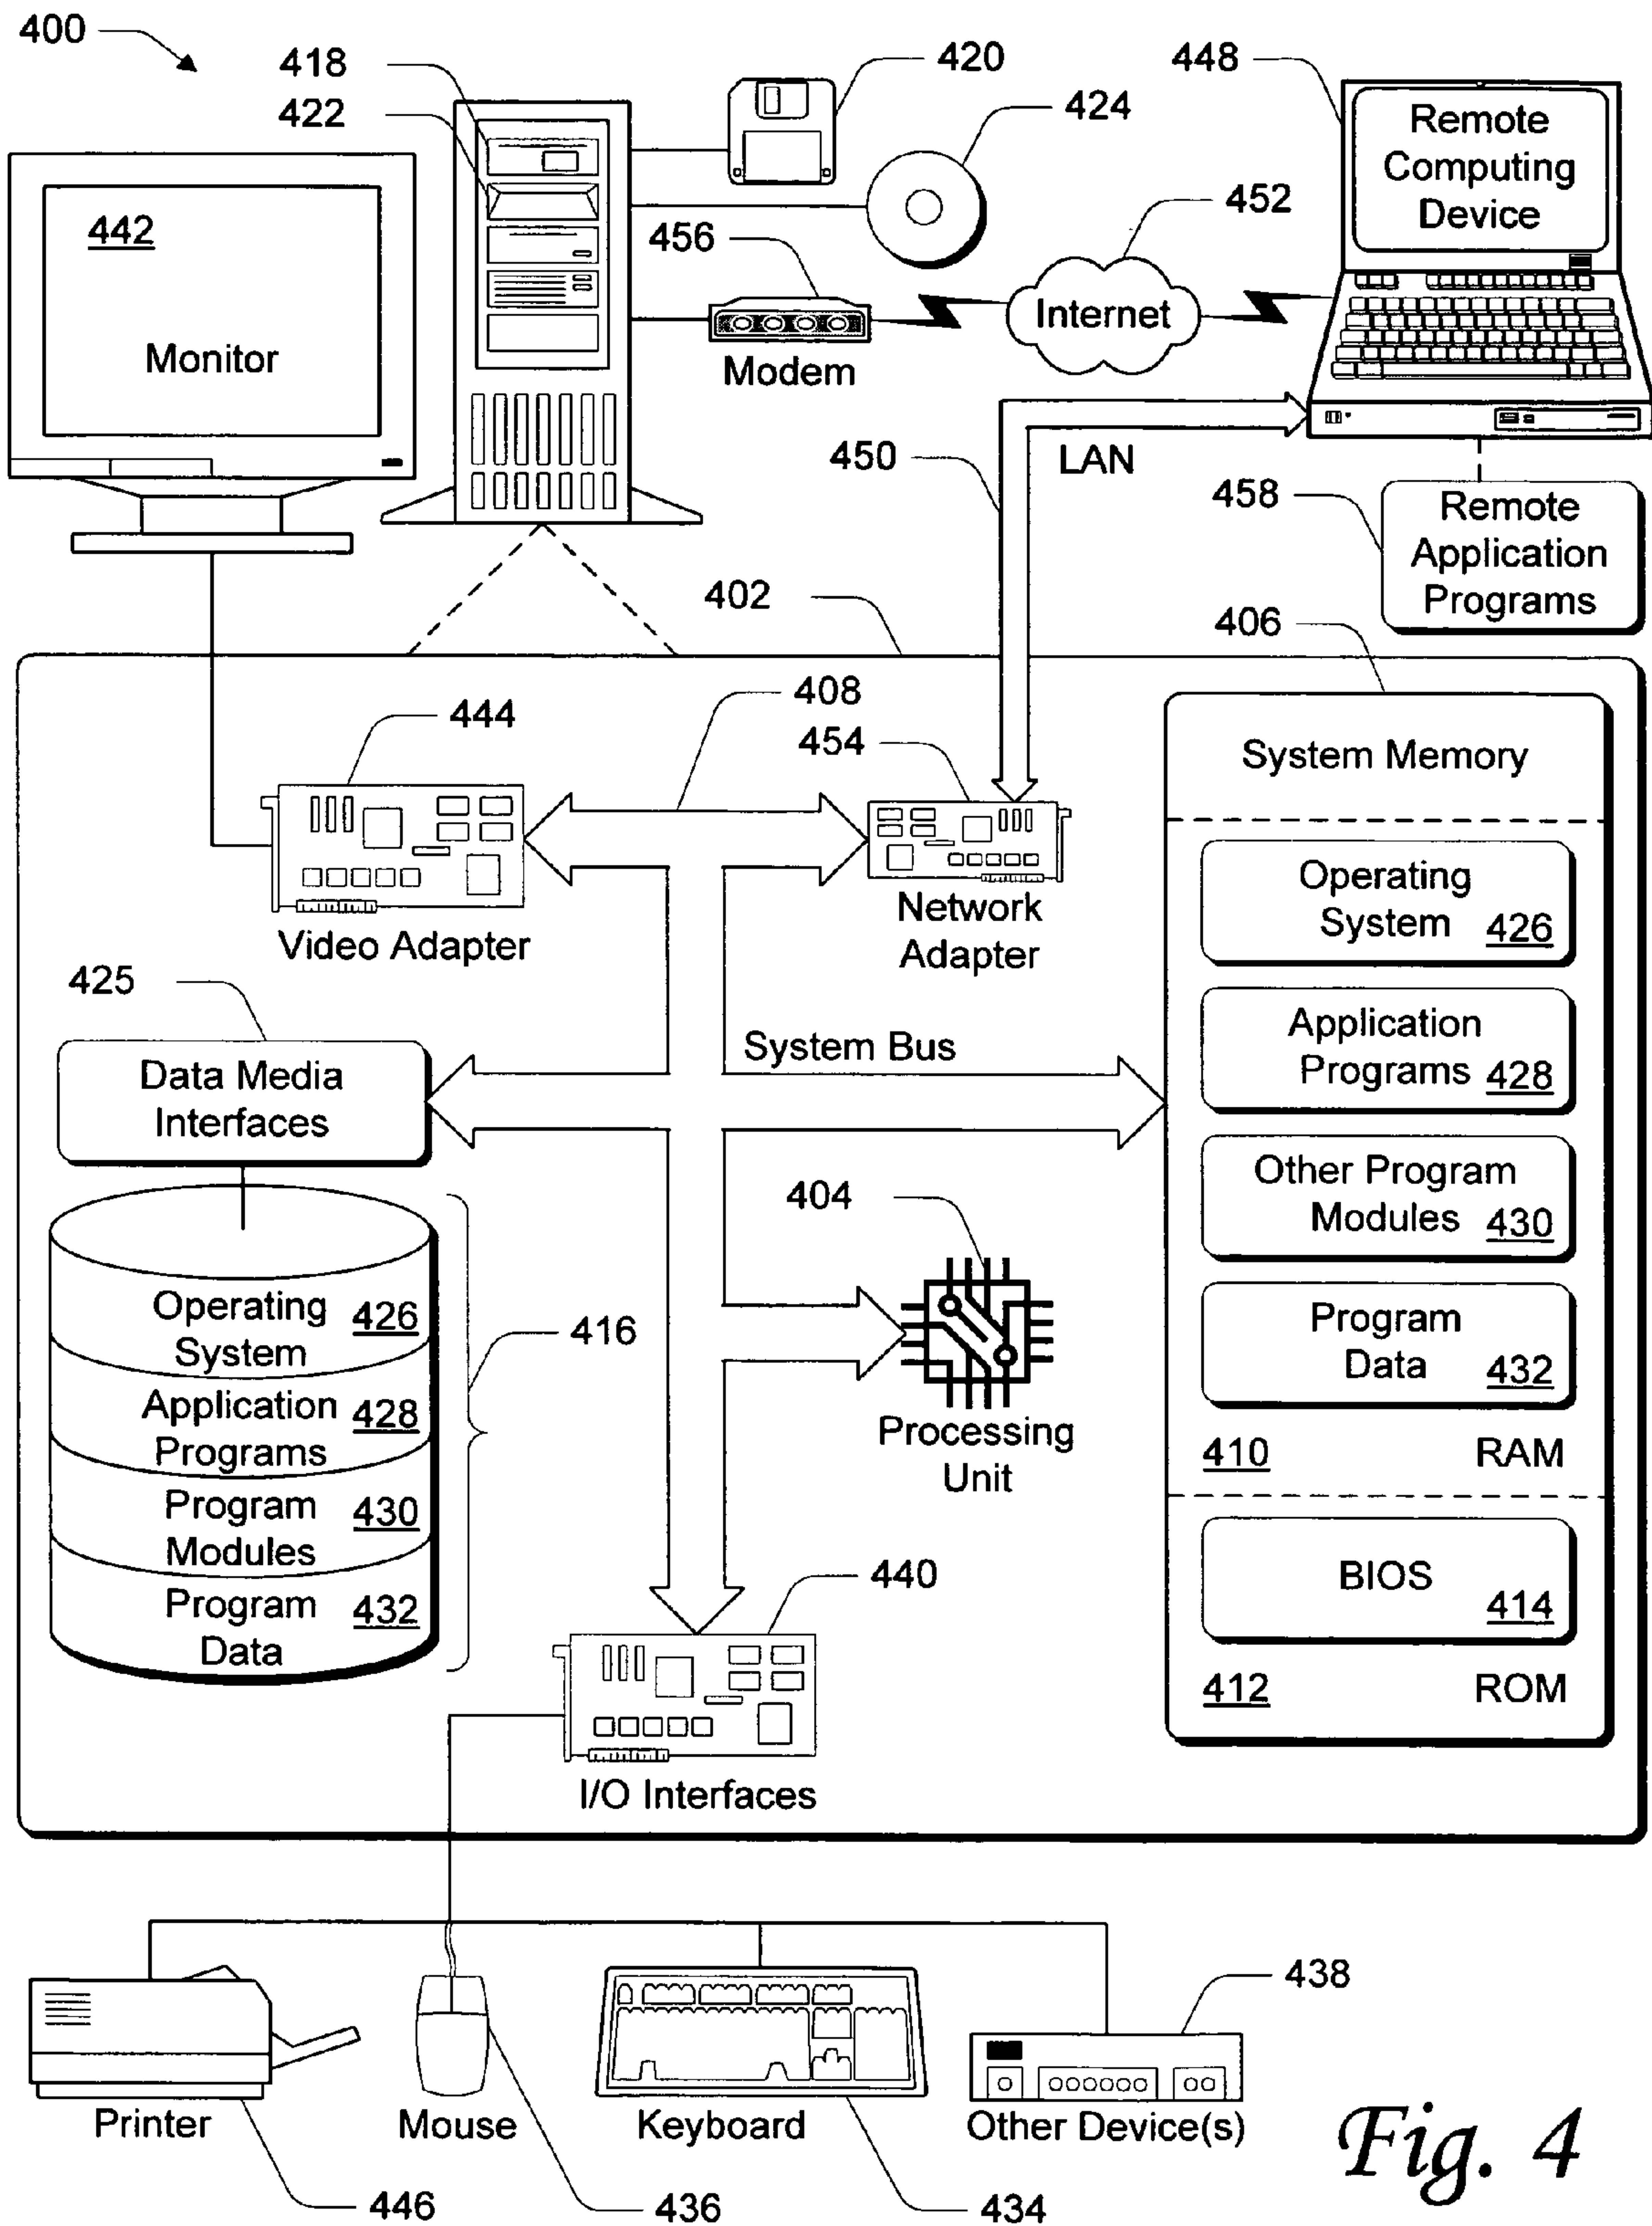 400
418
420
448
422
424
Remote
Computing
Device
442
456
452
Internet
Monitor
Modem
450
LAN
458
Remote
Application
Programs
402
406
408
444
454
System Memory
Video Adapter
Network
Adapter
Operating
System 426
425
Application
Programs 428
System Bus
Data Media
Interfaces
Other Program
Modules 430
404
Operating
System 426
416
Program
Data 432
Application
Programs 428
Processing
Unit
410 RAM
Program
Modules 430
BIOS
414
440
Program
Data 432
412 ROM
I/O Interfaces
438
Printer
Mouse
Keyboard
Other Device(s)
446
436
434
Fig. 4